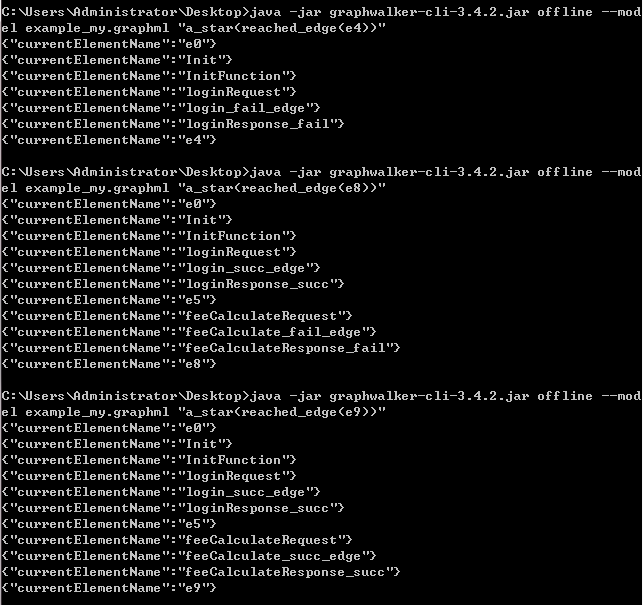 C:\Users\Administrator\Desktop>java -jar graphwalker-cli-3.4.2.jar offline --mod
el example_my.graphml "a_star(reached_edge(e4))"
{"currentElementName":"e0"}
{"currentElementName":"Init"}
{"currentElementName":"InitFunction"}
{"currentElementName":"loginRequest"}
{"currentElementName":"login_fail_edge"}
{"currentElementName":"loginResponse_fail"}
{"currentElementName":"e4"}
C:\Users\Administrator\Desktop>java -jar graphwalker-cli-3.4.2.jar offline --mod
el example_my.graphml "a_star(reached_edge(e8))"
{"currentElementName":"e0"}
{"currentElementName":"Init"}
{"currentElementName":"InitFunction"}
{"currentElementName":"loginRequest"}
{"currentElementName":"login_succ_edge"}
{"currentElementName":"loginResponse_succ"}
{"currentElementName":"e5"}
{"currentElementName":"feeCalculateRequest"}
{"currentElementName":"feeCalculate_fail_edge"}
{"currentElementName":"feeCalculateResponse_fail"}
{"currentElementName":"e8"}
C:\Users\Administrator\Desktop>java -jar graphwalker-cli-3.4.2.jar offline --mod
el example_my.graphml "a_star(reached_edge(e9))"
{"currentElementName":"e0"}
{"currentElementName":"Init"}
{"currentElementName":"InitFunction"}
{"currentElementName":"loginRequest"}
{"currentElementName":"login_succ_edge"}
{"currentElementName":"loginResponse_succ"}
{"currentElementName":"e5"}
{"currentElementName":"feeCalculateRequest"}
{"currentElementName":"feeCalculate_succ_edge"}
{"currentElementName":"feeCalculateResponse_succ"}
{"currentElementName":"e9"}